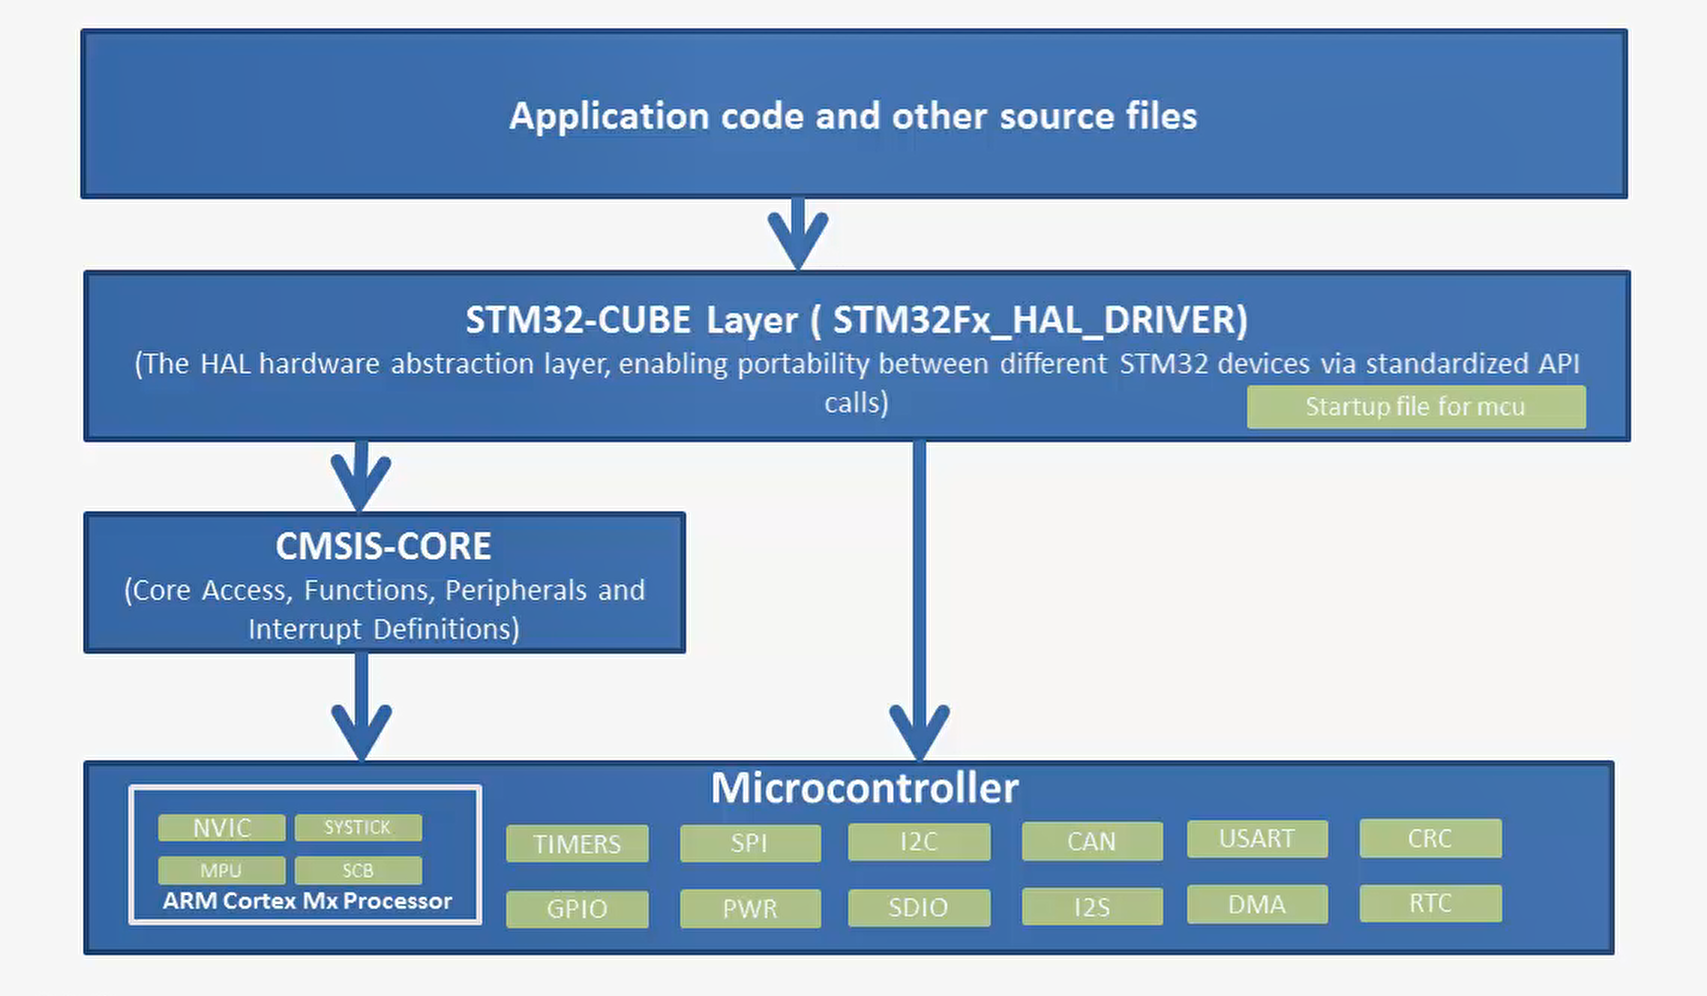 Application code and other source files
STM32-CUBE Layer ( STM32Fx_HAL_DRIVER)
(The HAL hardware abstraction layer, enabling portability between different STM32 devices via standardized API
calls)
Startup file for mcu
CMSIS-CORE
(Core Access, Functions, Peripherals and
Interrupt Definitions)
Microcontroller
NVIC SYSTICK
MPU SCB
ARM Cortex Mx Processor
TIMERS SPI I2C CAN USART CRC
GPIO PWR SDIO I2S DMA RTC